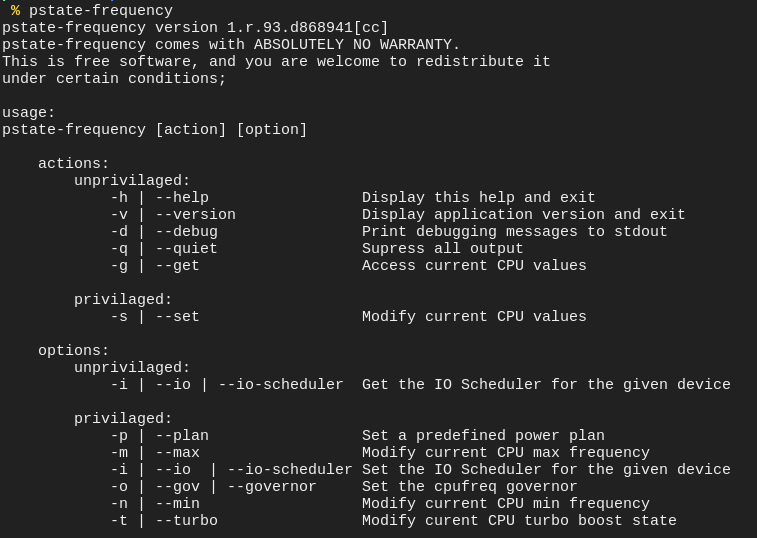 % pstate-frequency
pstate-frequency version 1.r.93.d868941[cc]
pstate-frequency comes with ABSOLUTELY NO WARRANTY.
This is free software, and you are welcome to redistribute it
under certain conditions;

usage:
pstate-frequency [action] [option]

    actions:
        unprivilaged:
            -h | --help                 Display this help and exit
            -v | --version              Display application version and exit
            -d | --debug                Print debugging messages to stdout
            -q | --quiet                Supress all output
            -g | --get                  Access current CPU values

        privilaged:
            -s | --set                  Modify current CPU values

    options:
        unprivilaged:
            -i | --io | --io-scheduler  Get the IO Scheduler for the given device

        privilaged:
            -p | --plan                 Set a predefined power plan
            -m | --max                  Modify current CPU max frequency
            -i | --io  | --io-scheduler Set the IO Scheduler for the given device
            -o | --gov | --governor     Set the cpufreq governor
            -n | --min                  Modify current CPU min frequency
            -t | --turbo                Modify curent CPU turbo boost state